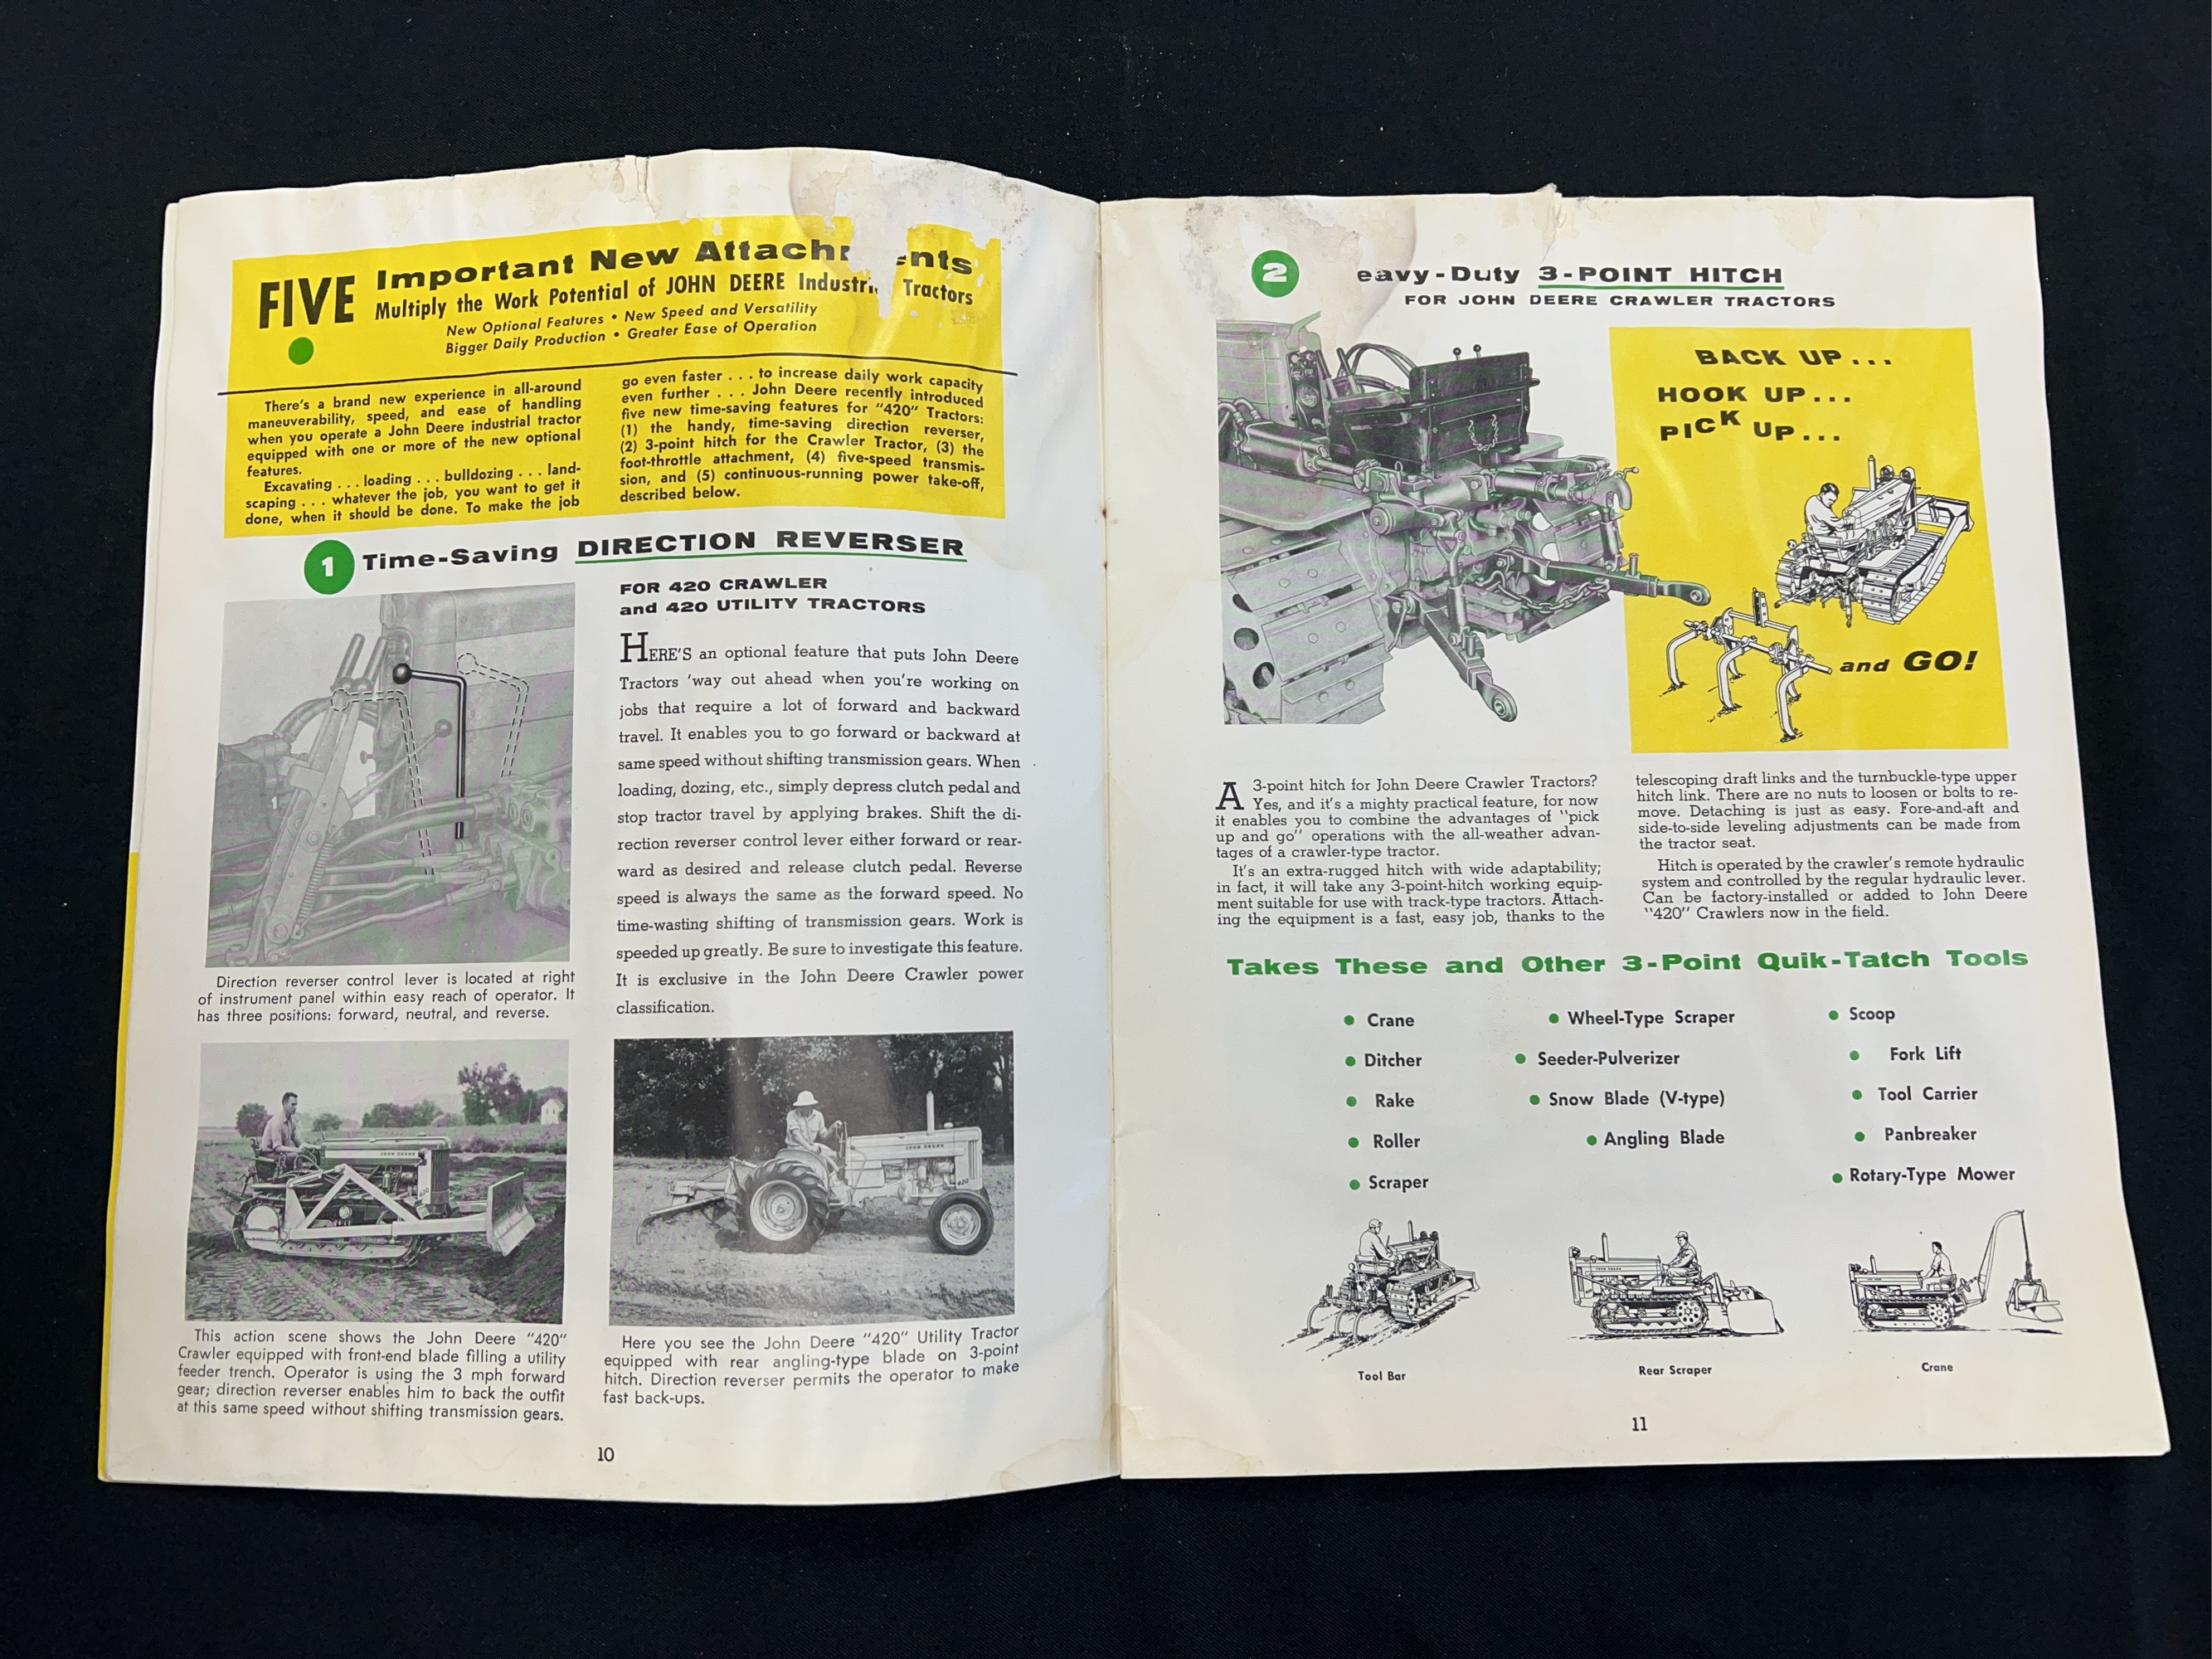 FIVE Important New Attachm nts
Multiply the Work Potential of JOHN DEERE Industri Tractors
New Optional Features • New Speed and Versatility
Bigger Daily Production • Greater Ease of Operation
There's a brand new experience in all-around
maneuverability, speed, and ease of handling
when you operate a John Deere industrial tractor
equipped with one or more of the new optional
features.
Excavating . . . loading . . . bulldozing . . . land-
scaping . . . whatever the job, you want to get it
done, when it should be done. To make the job
go even faster . . . to increase daily work capacity
even further . . . John Deere recently introduced
five new time-saving features for "420" Tractors:
(1) the handy, time-saving direction reverser,
(2) 3-point hitch for the Crawler Tractor, (3) the
foot-throttle attachment, (4) five-speed transmis-
sion, and (5) continuous-running power take-off,
described below.
1 Time-Saving DIRECTION REVERSER
FOR 420 CRAWLER
and 420 UTILITY TRACTORS
HERE'S an optional feature that puts John Deere
Tractors 'way out ahead when you're working on
jobs that require a lot of forward and backward
travel. It enables you to go forward or backward at
same speed without shifting transmission gears. When
loading, dozing, etc., simply depress clutch pedal and
stop tractor travel by applying brakes. Shift the di-
rection reverser control lever either forward or rear-
ward as desired and release clutch pedal. Reverse
speed is always the same as the forward speed. No
time-wasting shifting of transmission gears. Work is
speeded up greatly. Be sure to investigate this feature.
It is exclusive in the John Deere Crawler power
classification.
Direction reverser control lever is located at right
of instrument panel within easy reach of operator. It
has three positions: forward, neutral, and reverse.
JOHN DEERE
420
JOHN DEERE
420
This action scene shows the John Deere "420"
Crawler equipped with front-end blade filling a utility
feeder trench. Operator is using the 3 mph forward
gear; direction reverser enables him to back the outfit
at this same speed without shifting transmission gears.
Here you see the John Deere "420" Utility Tractor
equipped with rear angling-type blade on 3-point
hitch. Direction reverser permits the operator to make
fast back-ups.
10
2 eavy-Duty 3-POINT HITCH
FOR JOHN DEERE CRAWLER TRACTORS
BACK UP...
HOOK UP...
PICK UP...
and GO!
A 3-point hitch for John Deere Crawler Tractors?
Yes, and it's a mighty practical feature, for now
it enables you to combine the advantages of "pick
up and go" operations with the all-weather advan-
tages of a crawler-type tractor.
It's an extra-rugged hitch with wide adaptability;
in fact, it will take any 3-point-hitch working equip-
ment suitable for use with track-type tractors. Attach-
ing the equipment is a fast, easy job, thanks to the
telescoping draft links and the turnbuckle-type upper
hitch link. There are no nuts to loosen or bolts to re-
move. Detaching is just as easy. Fore-and-aft and
side-to-side leveling adjustments can be made from
the tractor seat.
Hitch is operated by the crawler's remote hydraulic
system and controlled by the regular hydraulic lever.
Can be factory-installed or added to John Deere
"420" Crawlers now in the field.
Takes These and Other 3-Point Quik-Tatch Tools
• Crane
• Ditcher
• Rake
• Roller
• Scraper
• Wheel-Type Scraper
• Seeder-Pulverizer
• Snow Blade (V-type)
• Angling Blade
• Scoop
• Fork Lift
• Tool Carrier
• Panbreaker
• Rotary-Type Mower
JOHN DEERE
Tool Bar
Rear Scraper
Crane
11